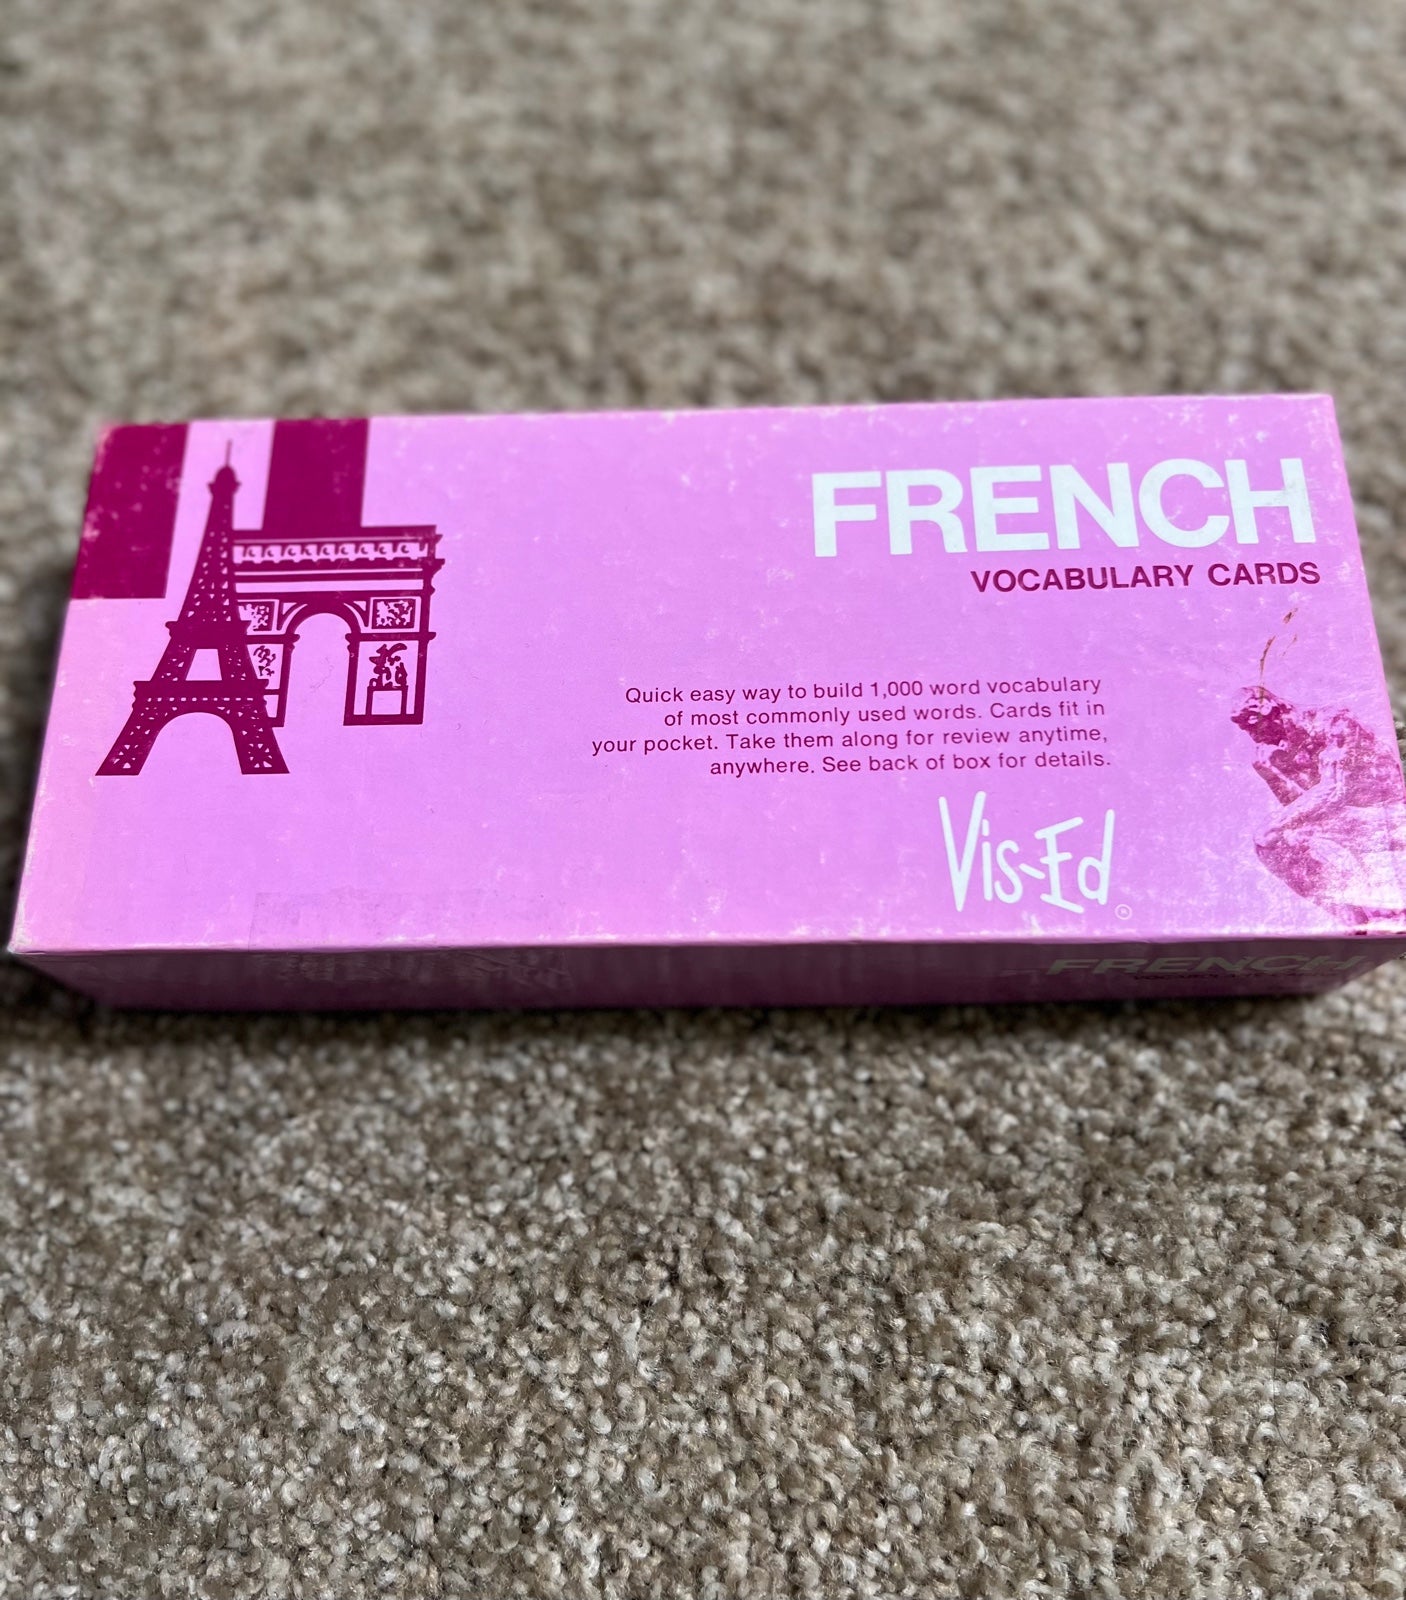 FRENCH
VOCABULARY CARDS
Quick easy way to build 1,000 word vocabulary
of most commonly used words. Cards fit in
your pocket. Take them along for review anytime,
anywhere. See back of box for details.
Vis-Ed
®
FRENCH